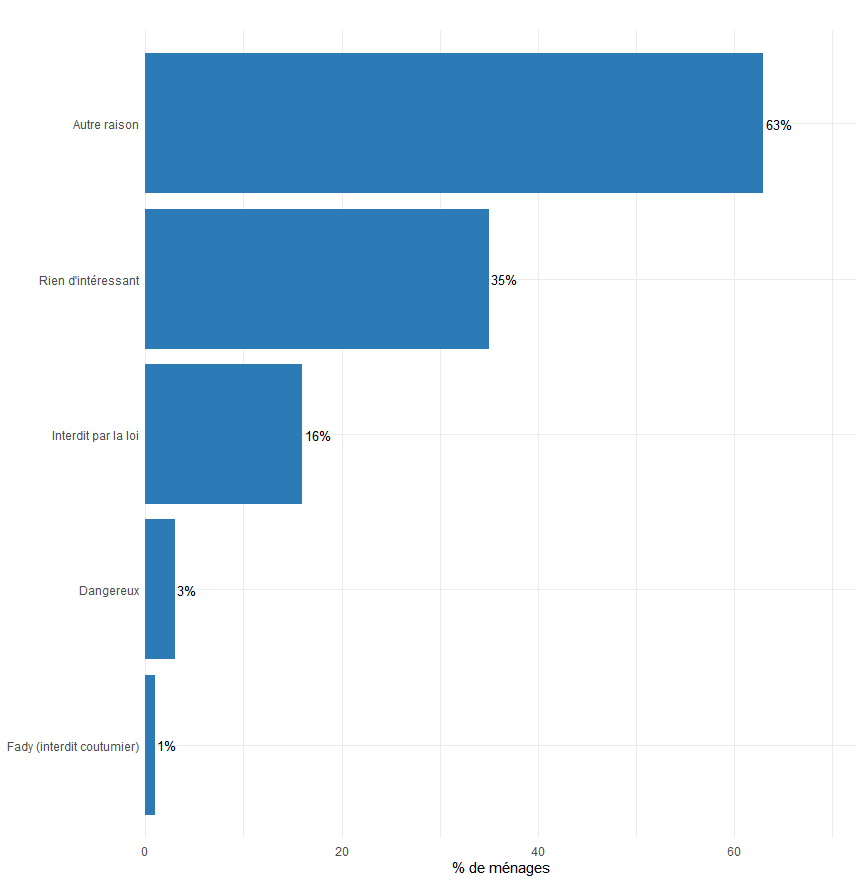 Autre raison
63%
Rien d'intéressant
35%
Interdit par la loi
16%
Dangereux
3%
Fady (interdit coutumier)
1%
0 20 40 60
% de ménages